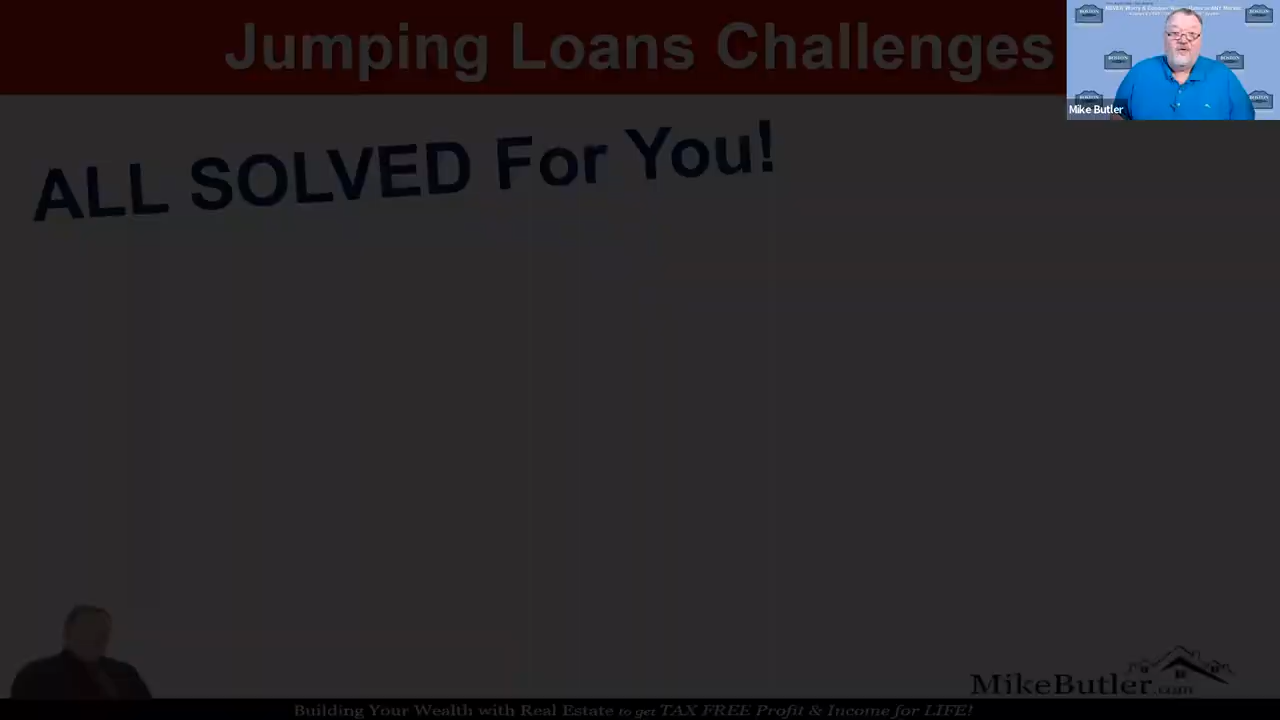 Jumping Loans Challenges
Mike Butler
ALL SOLVED For You!
MikeButler.com
Building Your Wealth with Real Estate to get TAX FREE Profit & Income for LIFE!